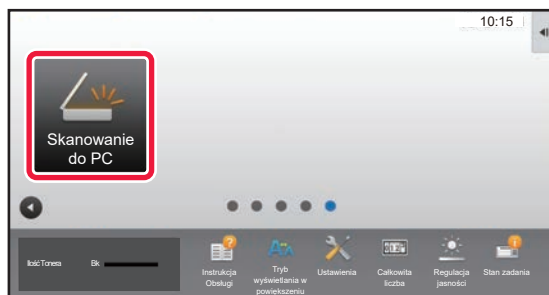 10:15
Skanowanie
do PC
Ilość Tonera Bk
Instrukcja
Obsługi
Tryb
wyświetlania w
powiększeniu
Ustawienia
Całkowita
liczba
Regulacja
jasności
Stan zadania